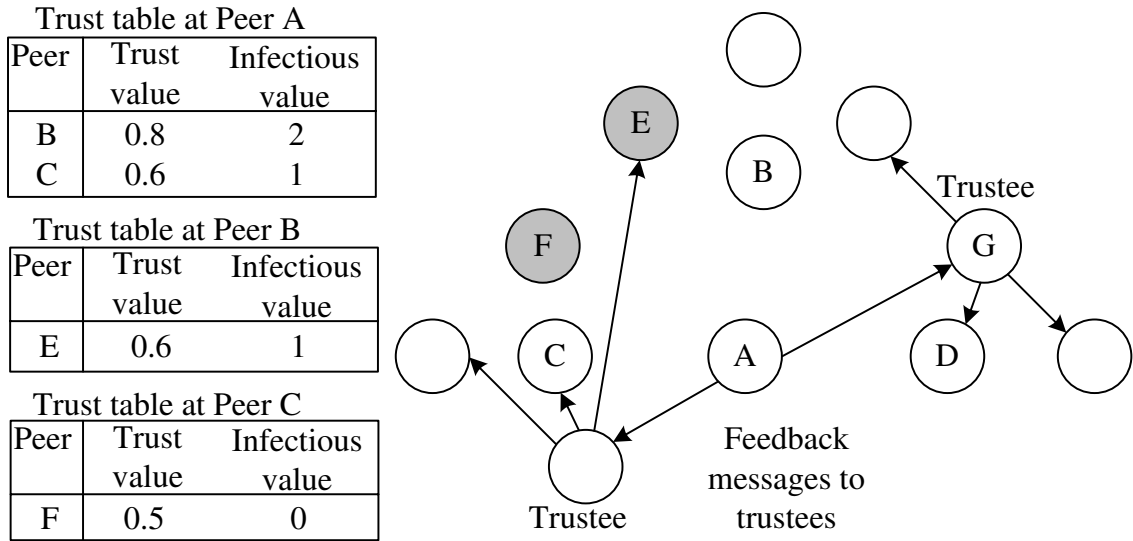 Trust table at Peer A
Peer Trust Infectious
value value
B 0.8 2
C 0.6 1
Trust table at Peer B
Peer Trust Infectious
value value
E 0.6 1
Trust table at Peer C
Peer Trust Infectious
value value
F 0.5 0
E
B
Trustee
F
G
C
A
D
Feedback
messages to
trustees
Trustee